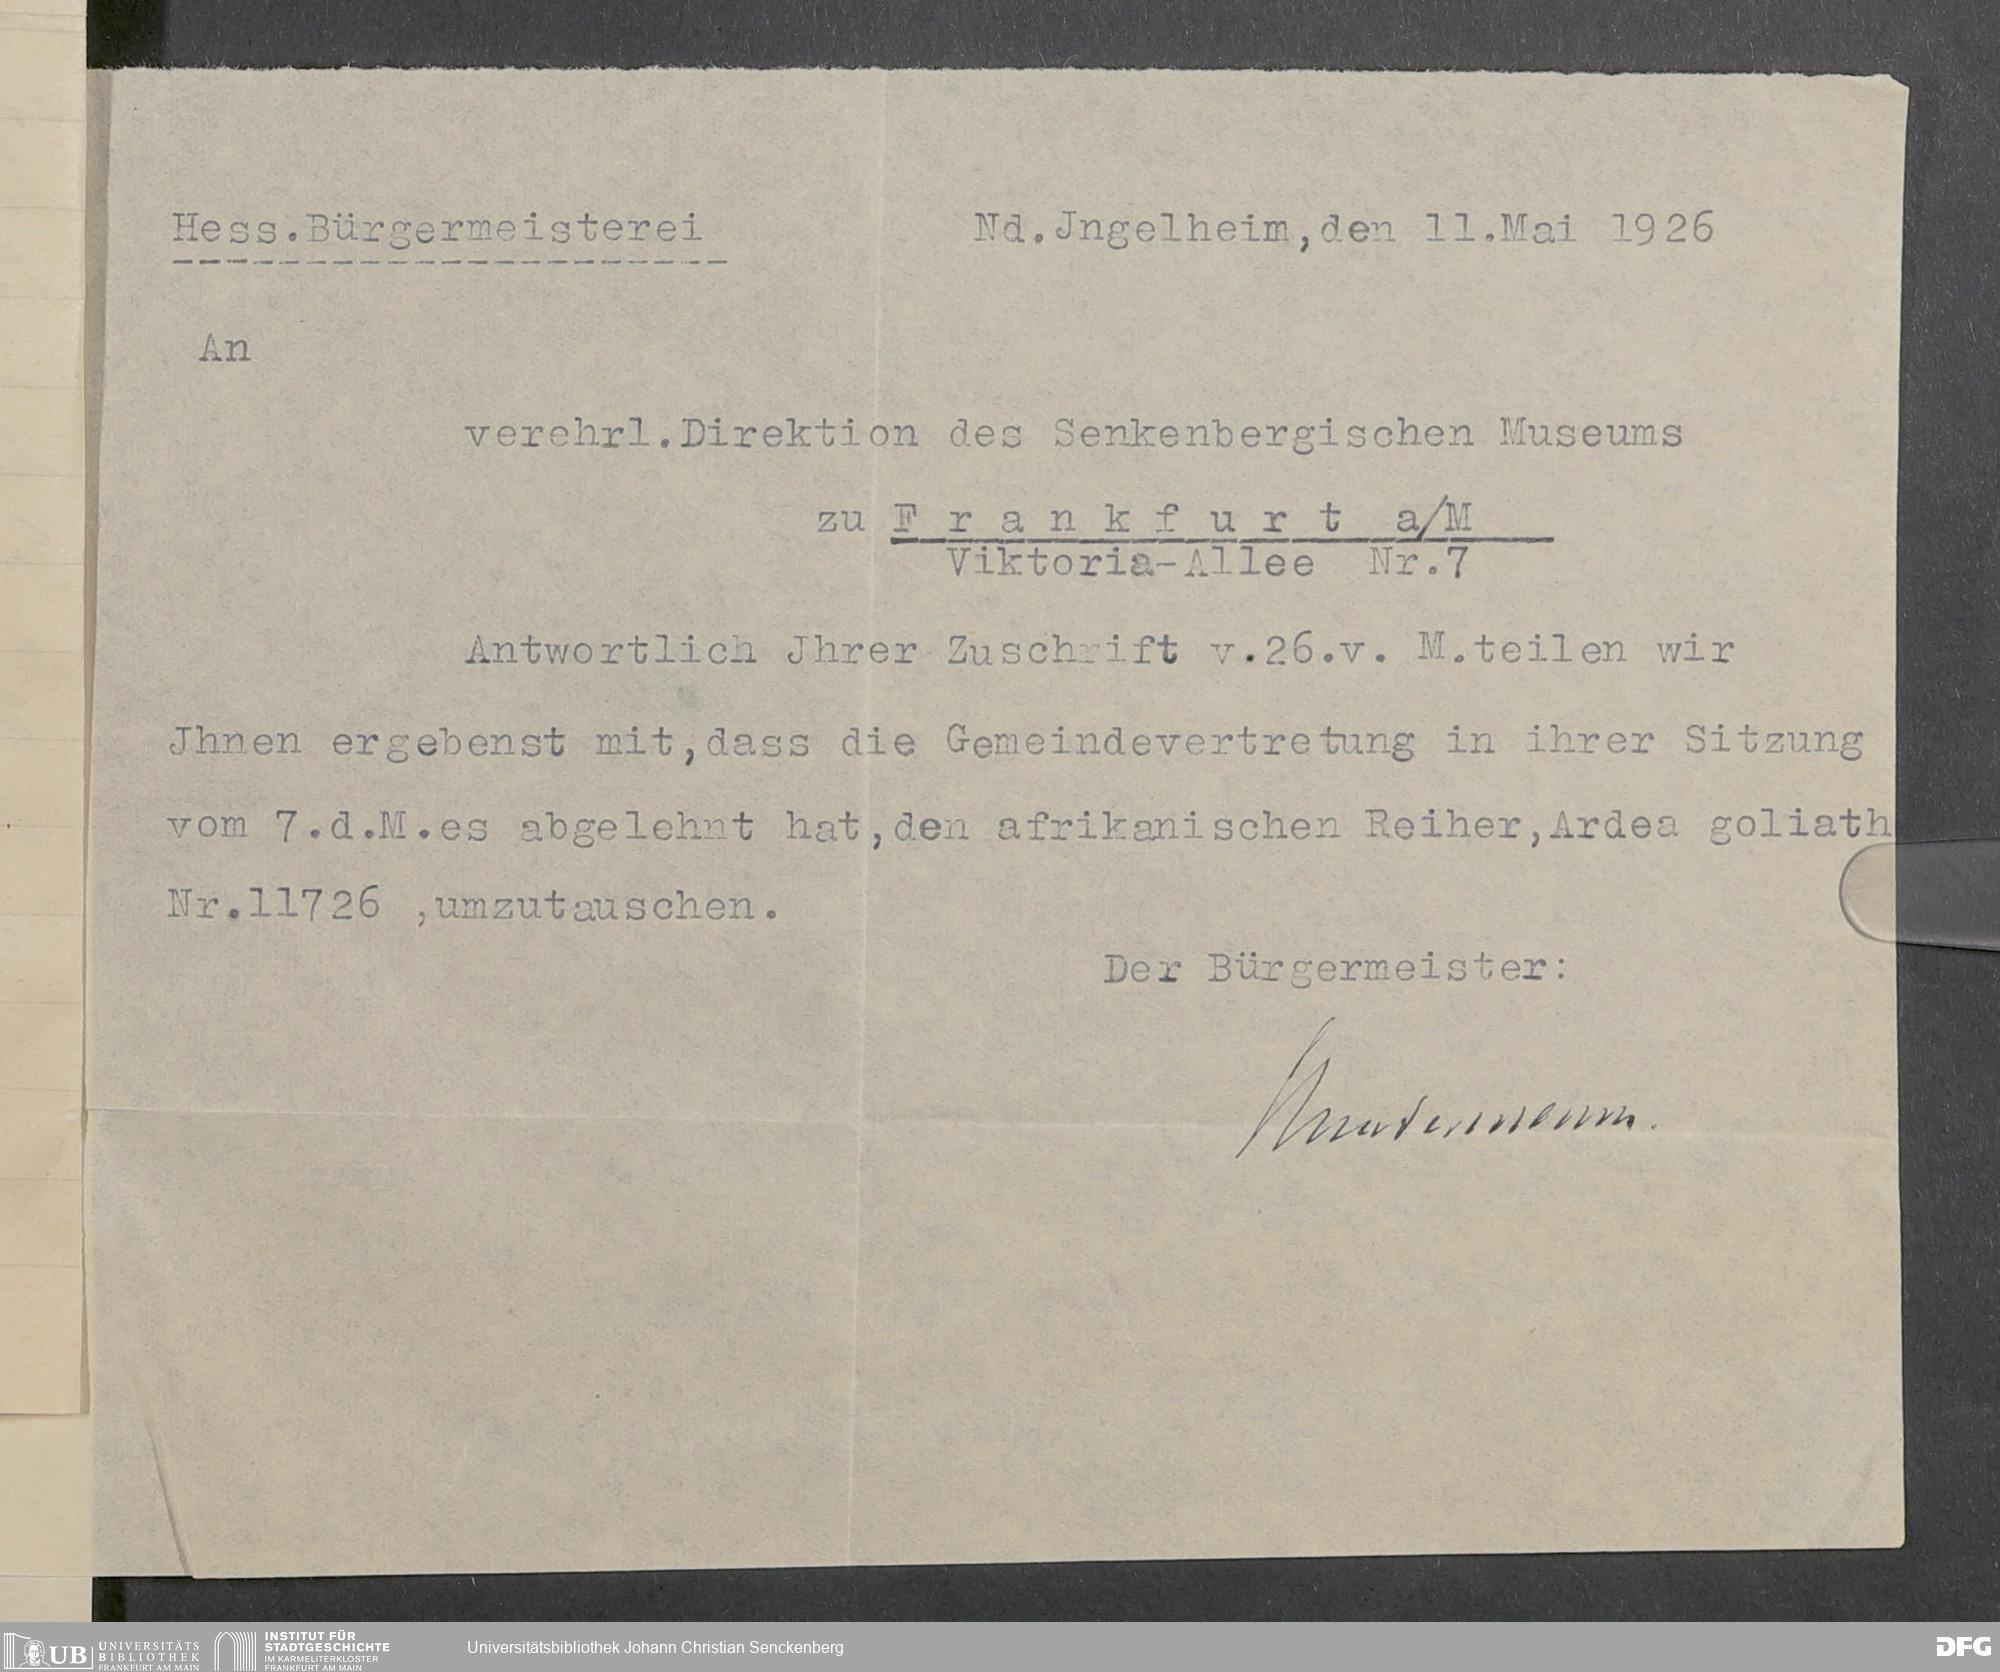 Hess.Bürgermeisterei
Nd.Jngelheim,den 11.Mai 1926
An
verehrl.Direktion des Senkenbergischen Museums
zu F r a n k f u r t a/M
Viktoria-Allee Nr.7
Antwortlich Jhrer Zuschrift v.26.v. M.teilen wir
Jhnen ergebenst mit,dass die Gemeindevertretung in ihrer Sitzung
vom 7.d.M.es abgelehnt hat,den afrikanischen Reiher,Ardea goliath
Nr.11726 ,umzutauschen.
Der Bürgermeister:
UB
UNIVERSITÄTS
BIBLIOTHEK
FRANKFURT AM MAIN
INSTITUT FÜR
STADTGESCHICHTE
IM KARMELITERKLOSTER
FRANKFURT AM MAIN
Universitätsbibliothek Johann Christian Senckenberg
DFG